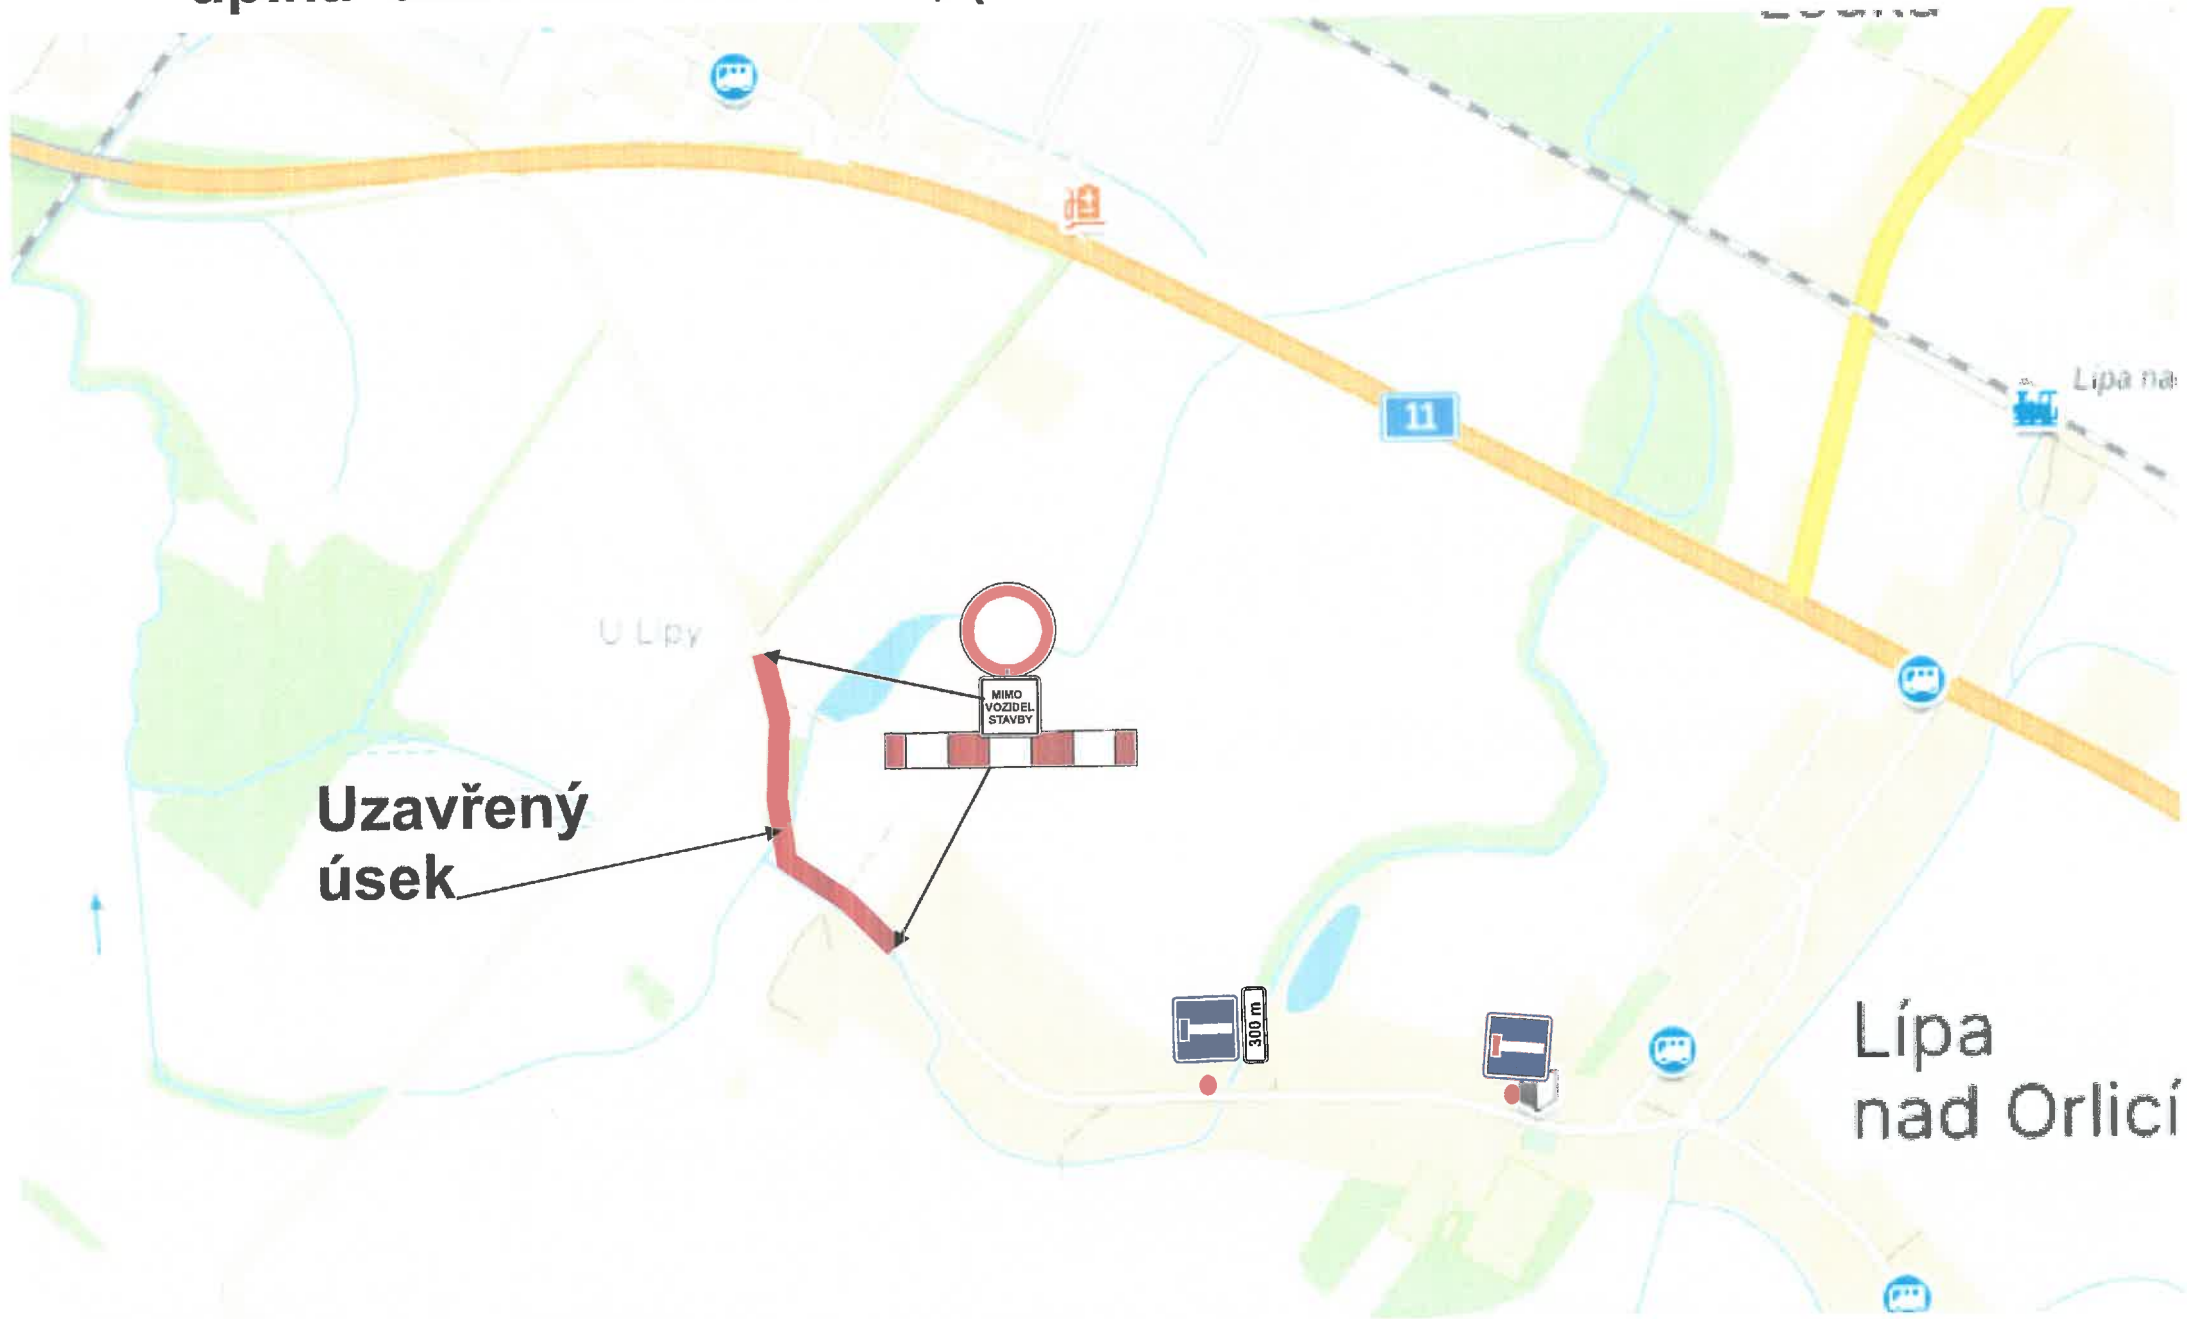 11
Lípa na
U Lípy
MIMO
VOZIDEL
STAVBY
Uzavřený
úsek
300 m
Lípa
nad Orlicí